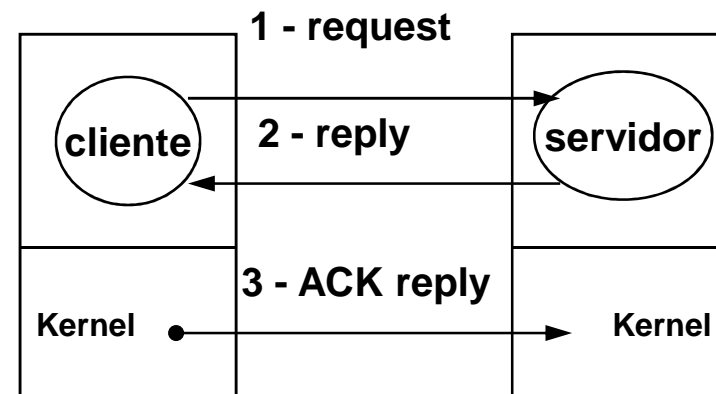 1 - request
cliente
2 - reply
servidor
3 - ACK reply
Kernel
Kernel